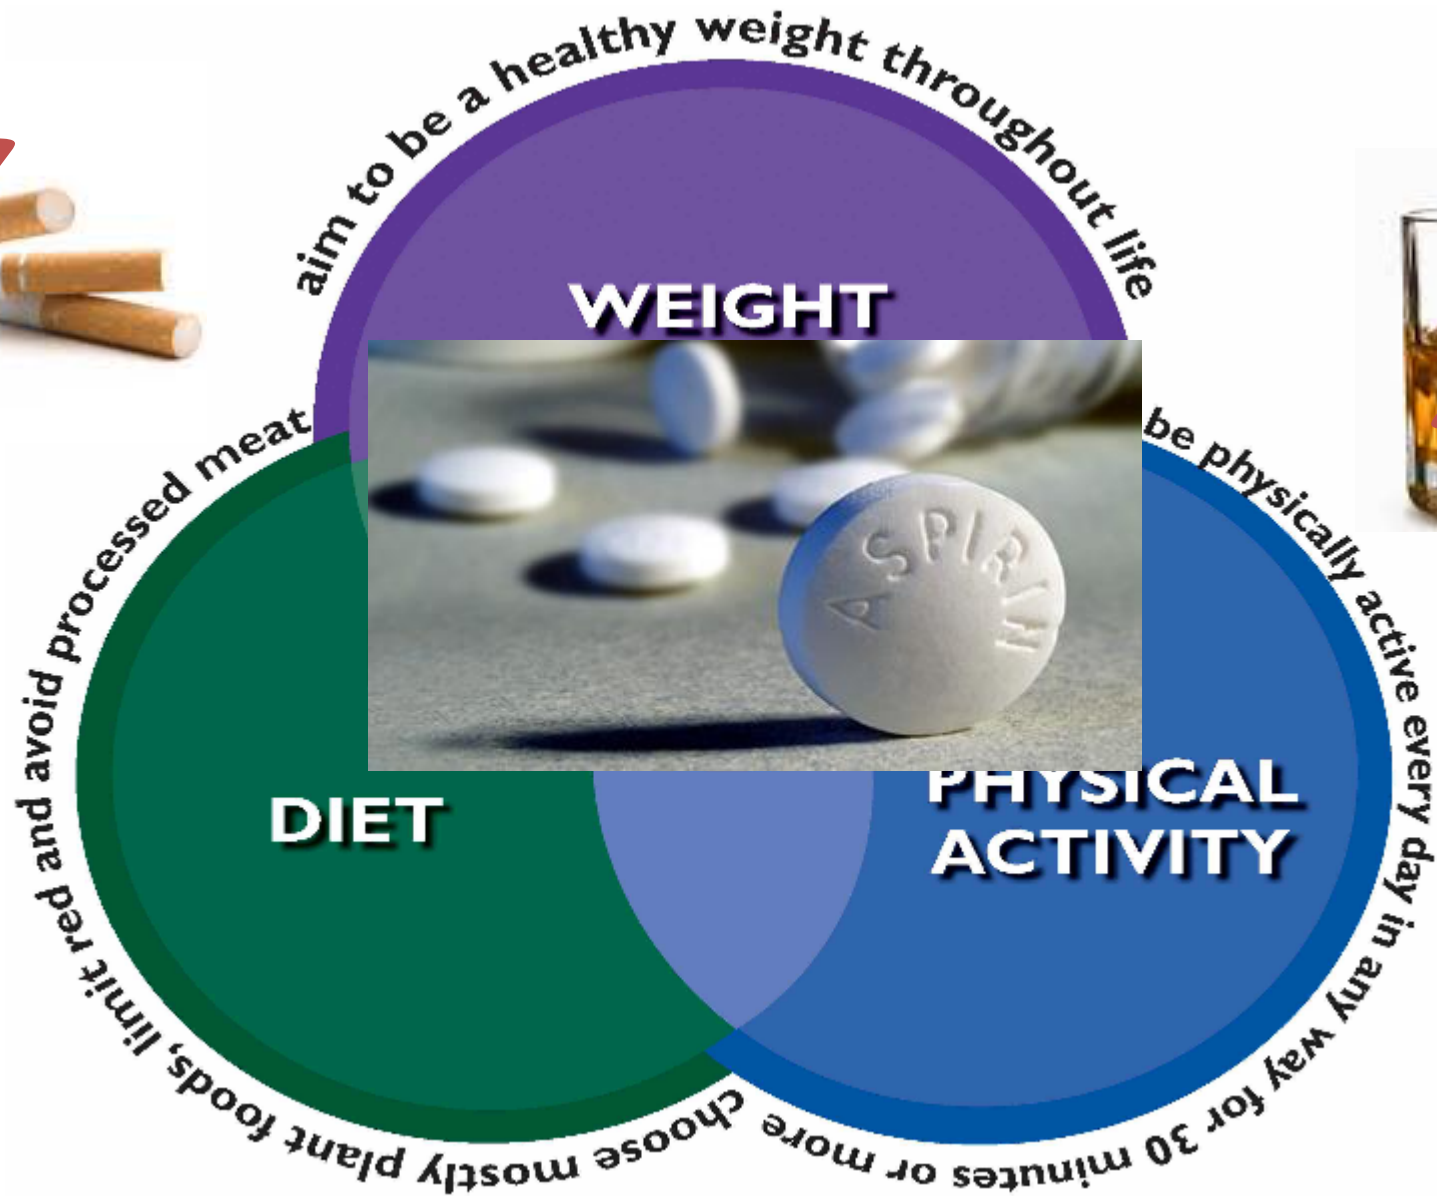 aim to be a healthy weight throughout life
WEIGHT
ASPIRIN
DIET
choose mostly plant foods, limit red and avoid processed meat
PHYSICAL
ACTIVITY
be physically active every day in any way for 30 minutes or more